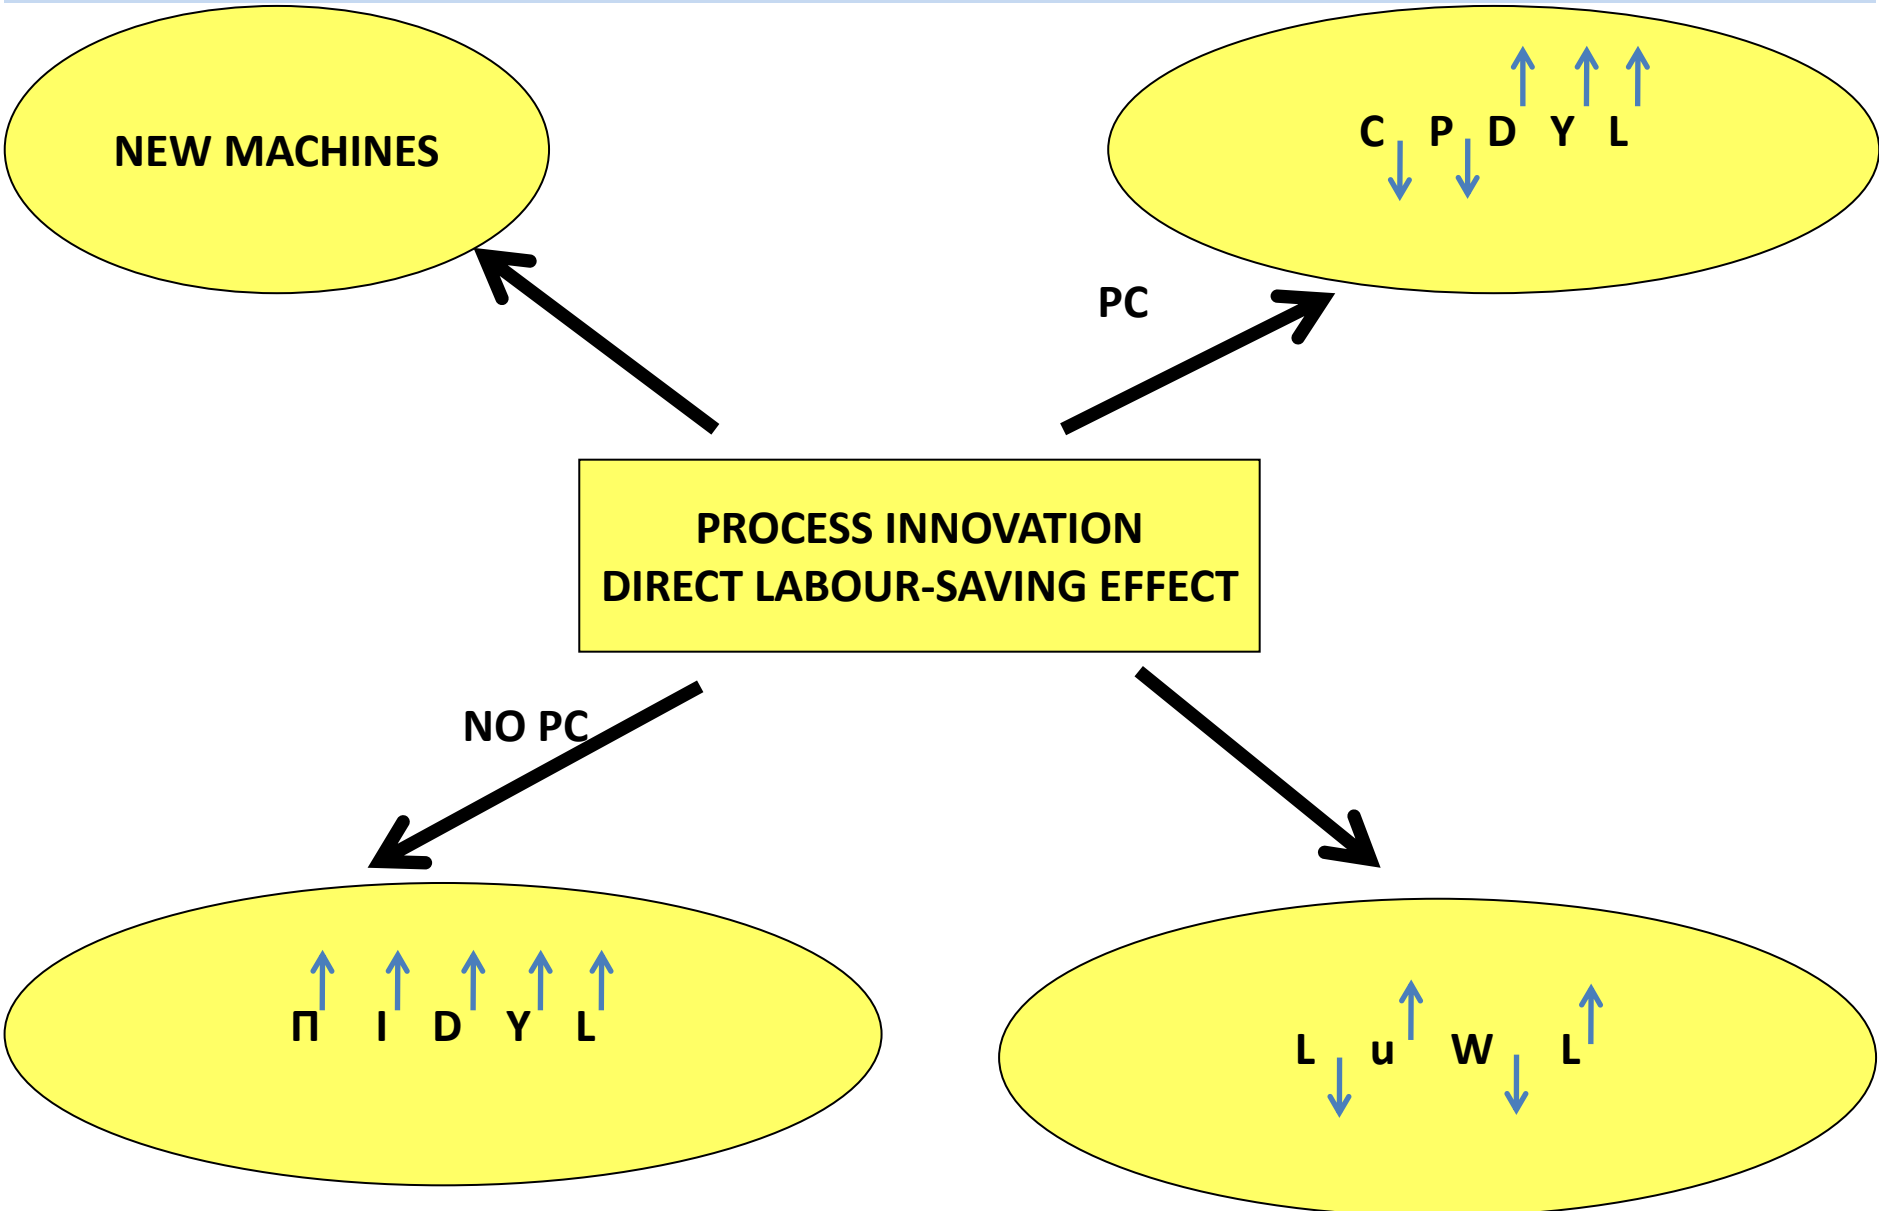 NEW MACHINES
C P D Y L
PC
PROCESS INNOVATION
DIRECT LABOUR-SAVING EFFECT
NO PC
Π I D Y L
L u W L